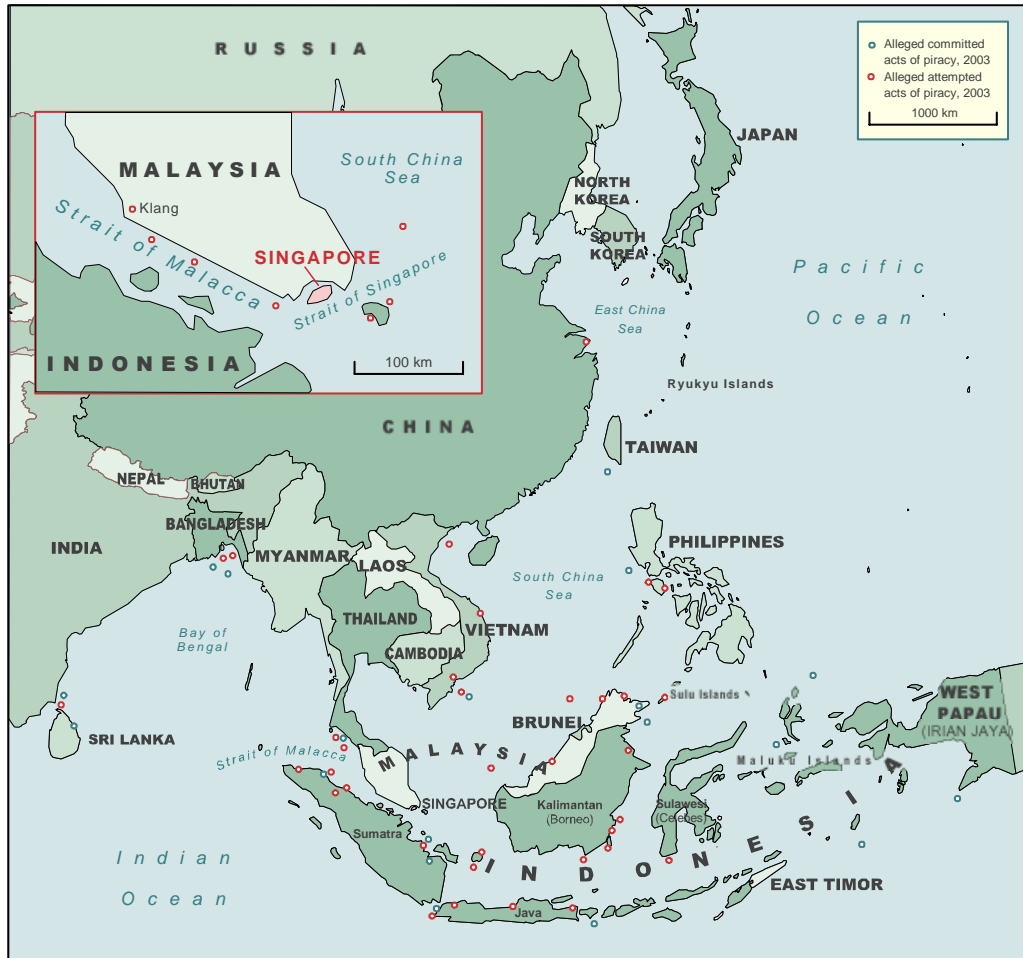 RUSSIA
Alleged committed
acts of piracy, 2003
Alleged attempted
acts of piracy, 2003
1000 km
JAPAN
MALAYSIA
South China
Sea
NORTH
KOREA
Klang
Strait of Malacca
SOUTH
KOREA
SINGAPORE
Strait of Singapore
Pacific
Ocean
East China
Sea
INDONESIA
100 km
Ryukyu Islands
CHINA
TAIWAN
NEPAL
BHUTAN
BANGLADESH
INDIA
MYANMAR
LAOS
PHILIPPINES
South China
Sea
THAILAND
VIETNAM
Bay of
Bengal
CAMBODIA
Sulu Islands
WEST
PAPAU
(IRIAN JAYA)
BRUNEI
SRI LANKA
Strait of Malacca
MALAYSIA
Maluku Islands
SINGAPORE
Kalimantan
(Borneo)
Sulawesi
(Celebes)
Sumatra
INDONESIA
Indian
Ocean
EAST TIMOR
Java